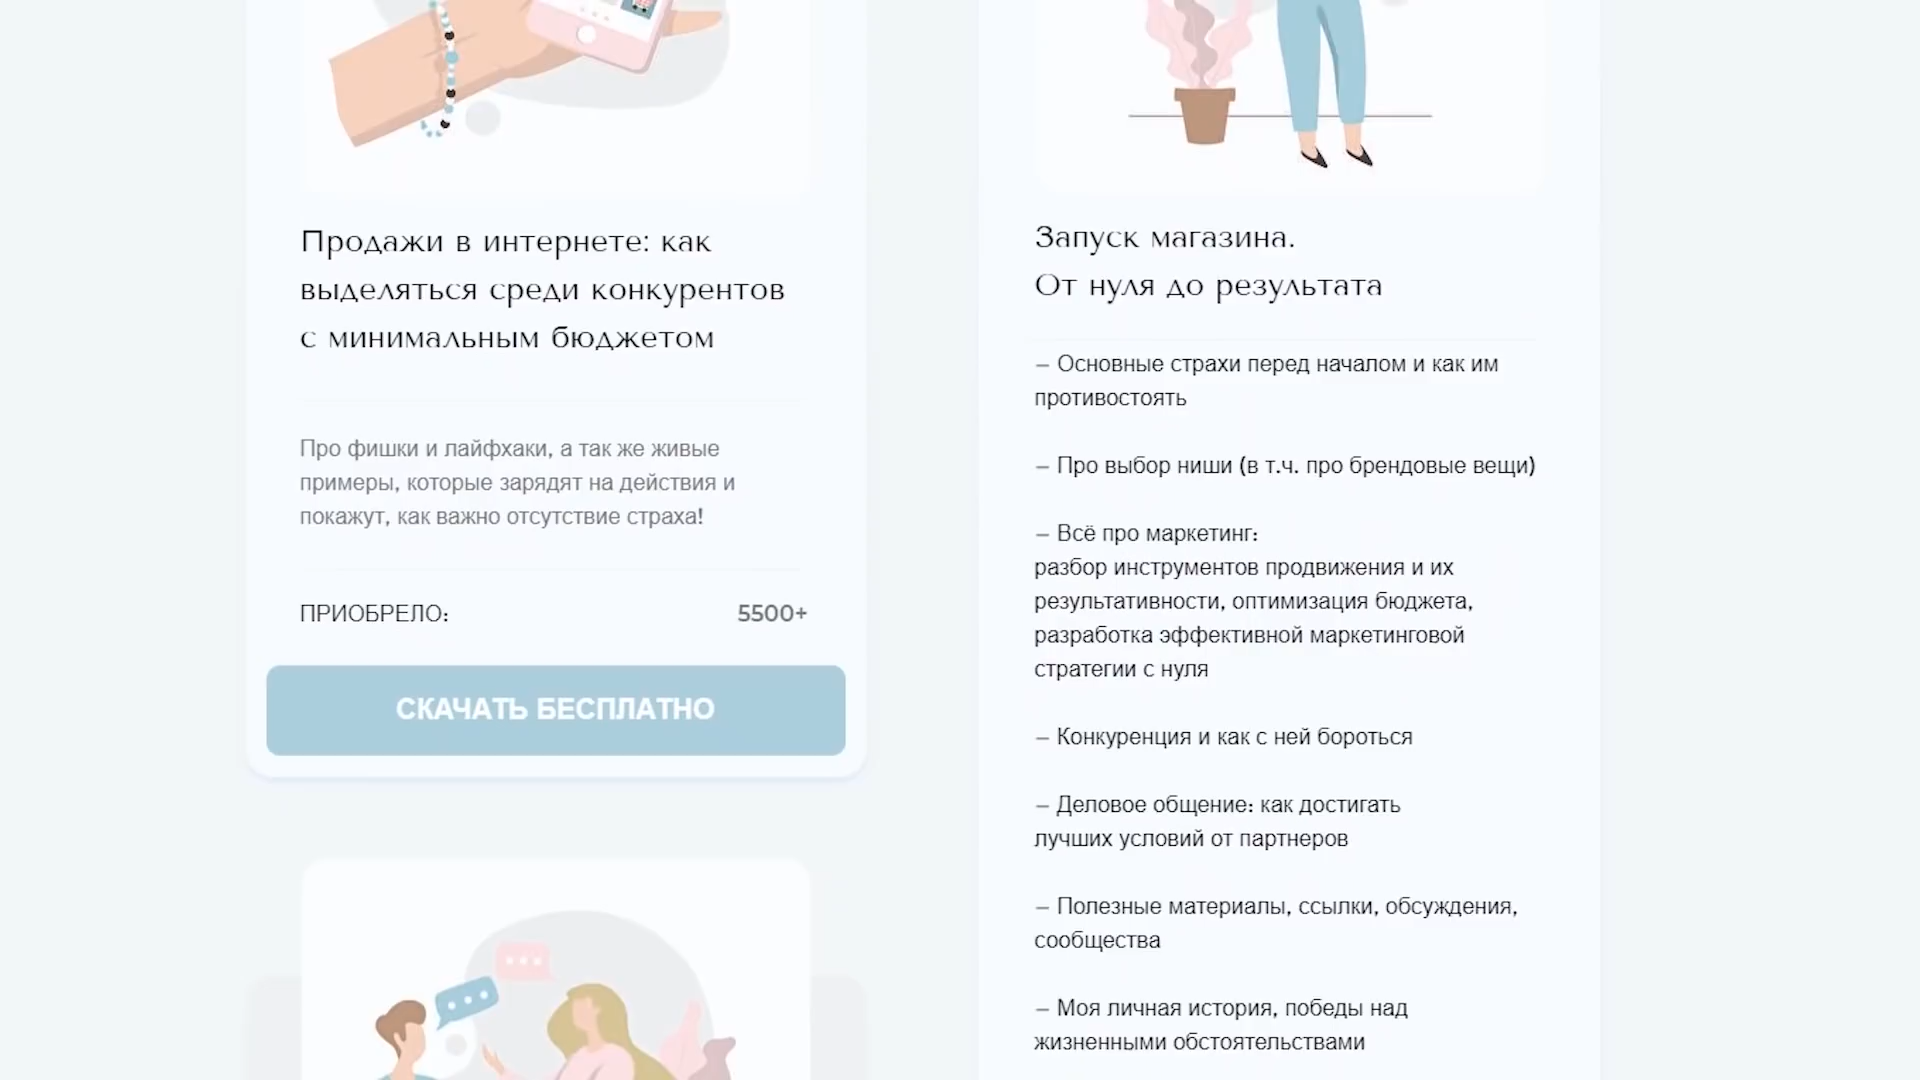 Продажи в интернете: как
выделяться среди конкурентов
с минимальным бюджетом
Про фишки и лайфхаки, а так же живые
примеры, которые зарядят на действия и
покажут, как важно отсутствие страха!
ПРИОБРЕЛО: 5500+
СКАЧАТЬ БЕСПЛАТНО
Запуск магазина.
От нуля до результата
– Основные страхи перед началом и как им
противостоять
– Про выбор ниши (в т.ч. про брендовые вещи)
– Всё про маркетинг:
разбор инструментов продвижения и их
результативности, оптимизация бюджета,
разработка эффективной маркетинговой
стратегии с нуля
– Конкуренция и как с ней бороться
– Деловое общение: как достигать
лучших условий от партнеров
– Полезные материалы, ссылки, обсуждения,
сообщества
– Моя личная история, победы над
жизненными обстоятельствами